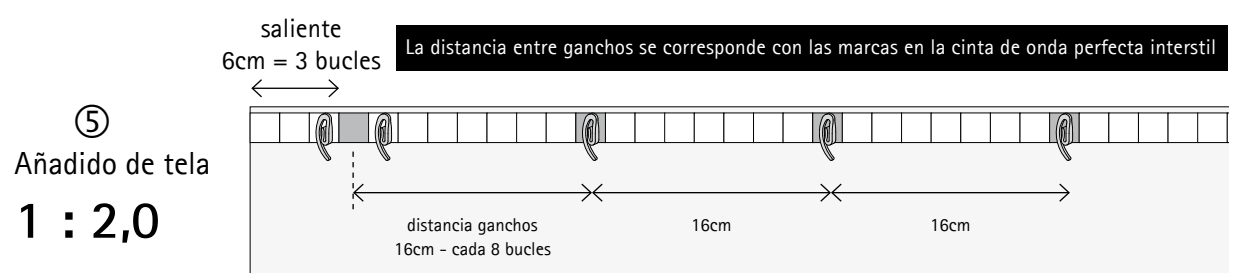 saliente
6cm = 3 bucles
La distancia entre ganchos se corresponde con las marcas en la cinta de onda perfecta interstil
⑤
Añadido de tela
1 : 2,0
distancia ganchos
16cm - cada 8 bucles
16cm
16cm